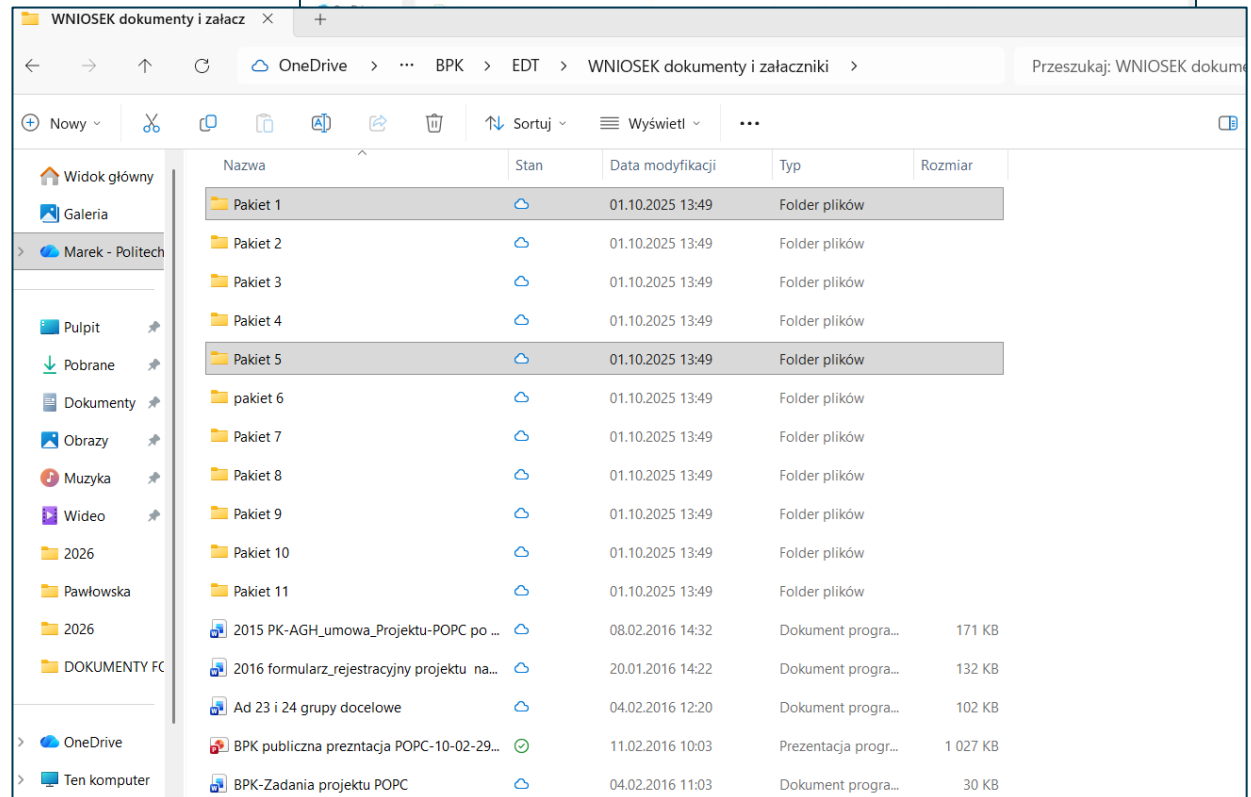 WNIOSEK dokumenty i załacz
OneDrive > ... BPK > EDT > WNIOSEK dokumenty i załaczniki >
Przeszukaj: WNIOSEK dokume
Nowy
Sortuj
Wyświetl
Widok główny
Galeria
Marek - Politech
Pulpit
Pobrane
Dokumenty
Obrazy
Muzyka
Wideo
2026
Pawłowska
2026
DOKUMENTY FO
OneDrive
Ten komputer
Nazwa Stan Data modyfikacji Typ Rozmiar
Pakiet 1 01.10.2025 13:49 Folder plików
Pakiet 2 01.10.2025 13:49 Folder plików
Pakiet 3 01.10.2025 13:49 Folder plików
Pakiet 4 01.10.2025 13:49 Folder plików
Pakiet 5 01.10.2025 13:49 Folder plików
pakiet 6 01.10.2025 13:49 Folder plików
Pakiet 7 01.10.2025 13:49 Folder plików
Pakiet 8 01.10.2025 13:49 Folder plików
Pakiet 9 01.10.2025 13:49 Folder plików
Pakiet 10 01.10.2025 13:49 Folder plików
Pakiet 11 01.10.2025 13:49 Folder plików
2015 PK-AGH_umowa_Projektu-POPC po ... 08.02.2016 14:32 Dokument progra... 171 KB
2016 formularz_rejestracyjny projektu na... 20.01.2016 14:22 Dokument progra... 132 KB
Ad 23 i 24 grupy docelowe 04.02.2016 12:20 Dokument progra... 102 KB
BPK publiczna prezntacja POPC-10-02-29... 11.02.2016 10:03 Prezentacja progr... 1 027 KB
BPK-Zadania projektu POPC 04.02.2016 11:03 Dokument progra... 30 KB